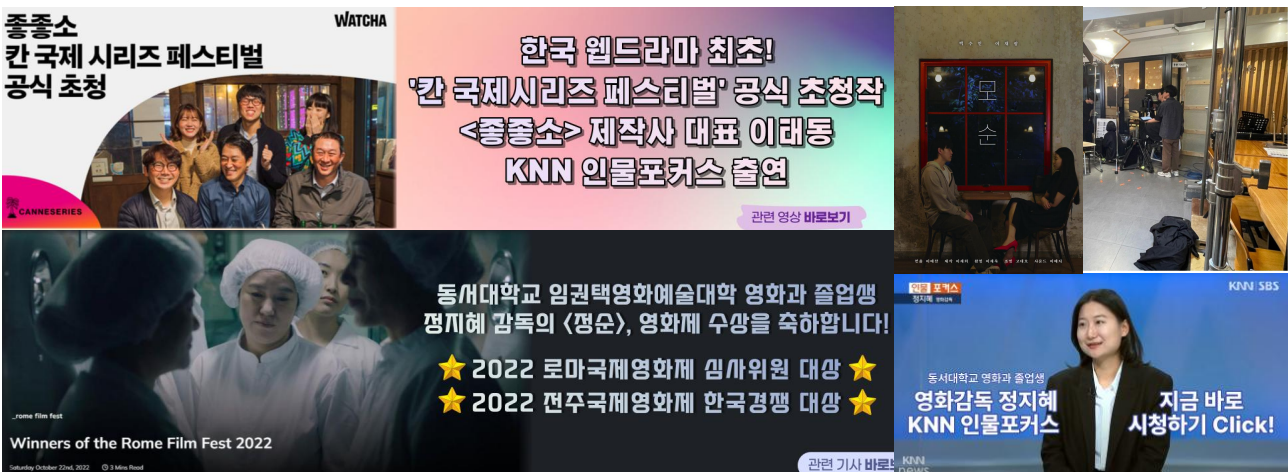 좋좋소
칸 국제 시리즈 페스티벌
공식 초청
WATCHA
CANNESERIES
한국 웹드라마 최초!
'칸 국제시리즈 페스티벌' 공식 초청작
<좋좋소> 제작사 대표 이태동
KNN 인물포커스 출연
관련 영상 바로보기
모
순
_rome film fest
Winners of the Rome Film Fest 2022
Saturday October 22nd, 2022 3 Mins Read
동서대학교 임권택영화예술대학 영화과 졸업생
정지혜 감독의 <정순>, 영화제 수상을 축하합니다!
2022 로마국제영화제 심사위원 대상
2022 전주국제영화제 한국경쟁 대상
관련 기사 바로보
인물 포커스
정지혜 영화감독
KNN SBS
동서대학교 영화과 졸업생
영화감독 정지혜
KNN 인물포커스
지금 바로
시청하기 Click!
KNN
news